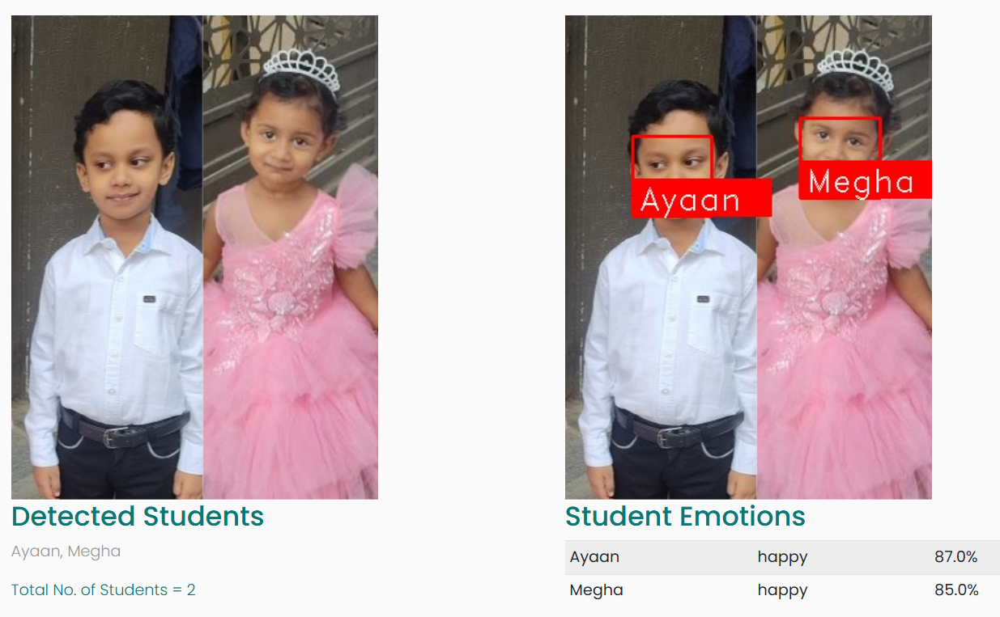 Ayaan
Megha
Detected Students
Ayaan, Megha
Total No. of Students = 2
Student Emotions
Ayaan happy 87.0%
Megha happy 85.0%